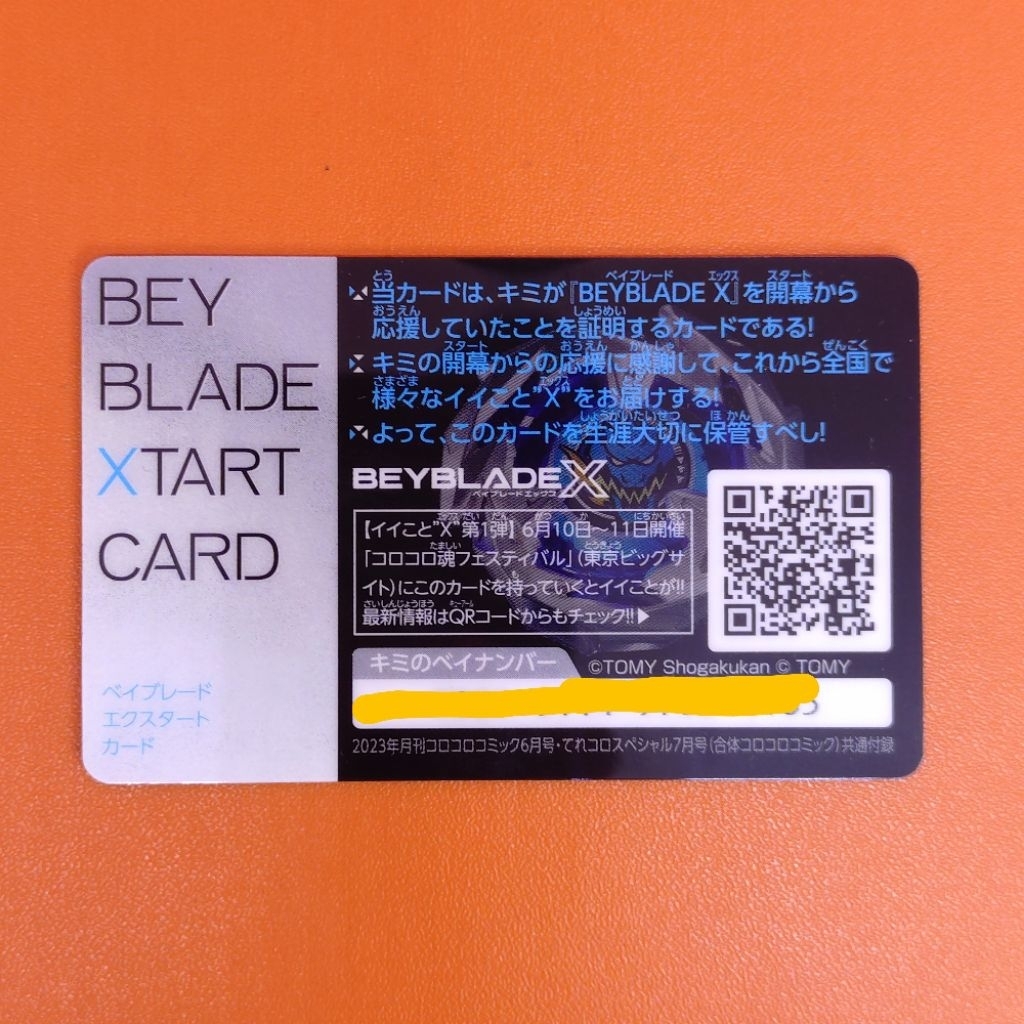 BEY
BLADE
XTART
CARD
ベイブレード
エクスタート
カード
当カードは、キミが『BEYBLADE X』を開幕から
応援していたことを証明するカードである!
キミの開幕からの応援に感謝して、これから全国で
様々なイイこと"X"をお届けする!
よって、このカードを生涯大切に保管すべし!
BEYBLADE X
ベイブレードエックス
【イイこと"X"第1弾】6月10日~11日開催
「コロコロ魂フェスティバル」(東京ビッグサ
イト)にこのカードを持っていくとイイことが!!
最新情報はQRコードからもチェック!!▶
キミのベイナンバー
©TOMY Shogakukan © TOMY
2023年月刊コロコロコミック6月号・てれコロスペシャル7月号(合体コロコロコミック)共通付録